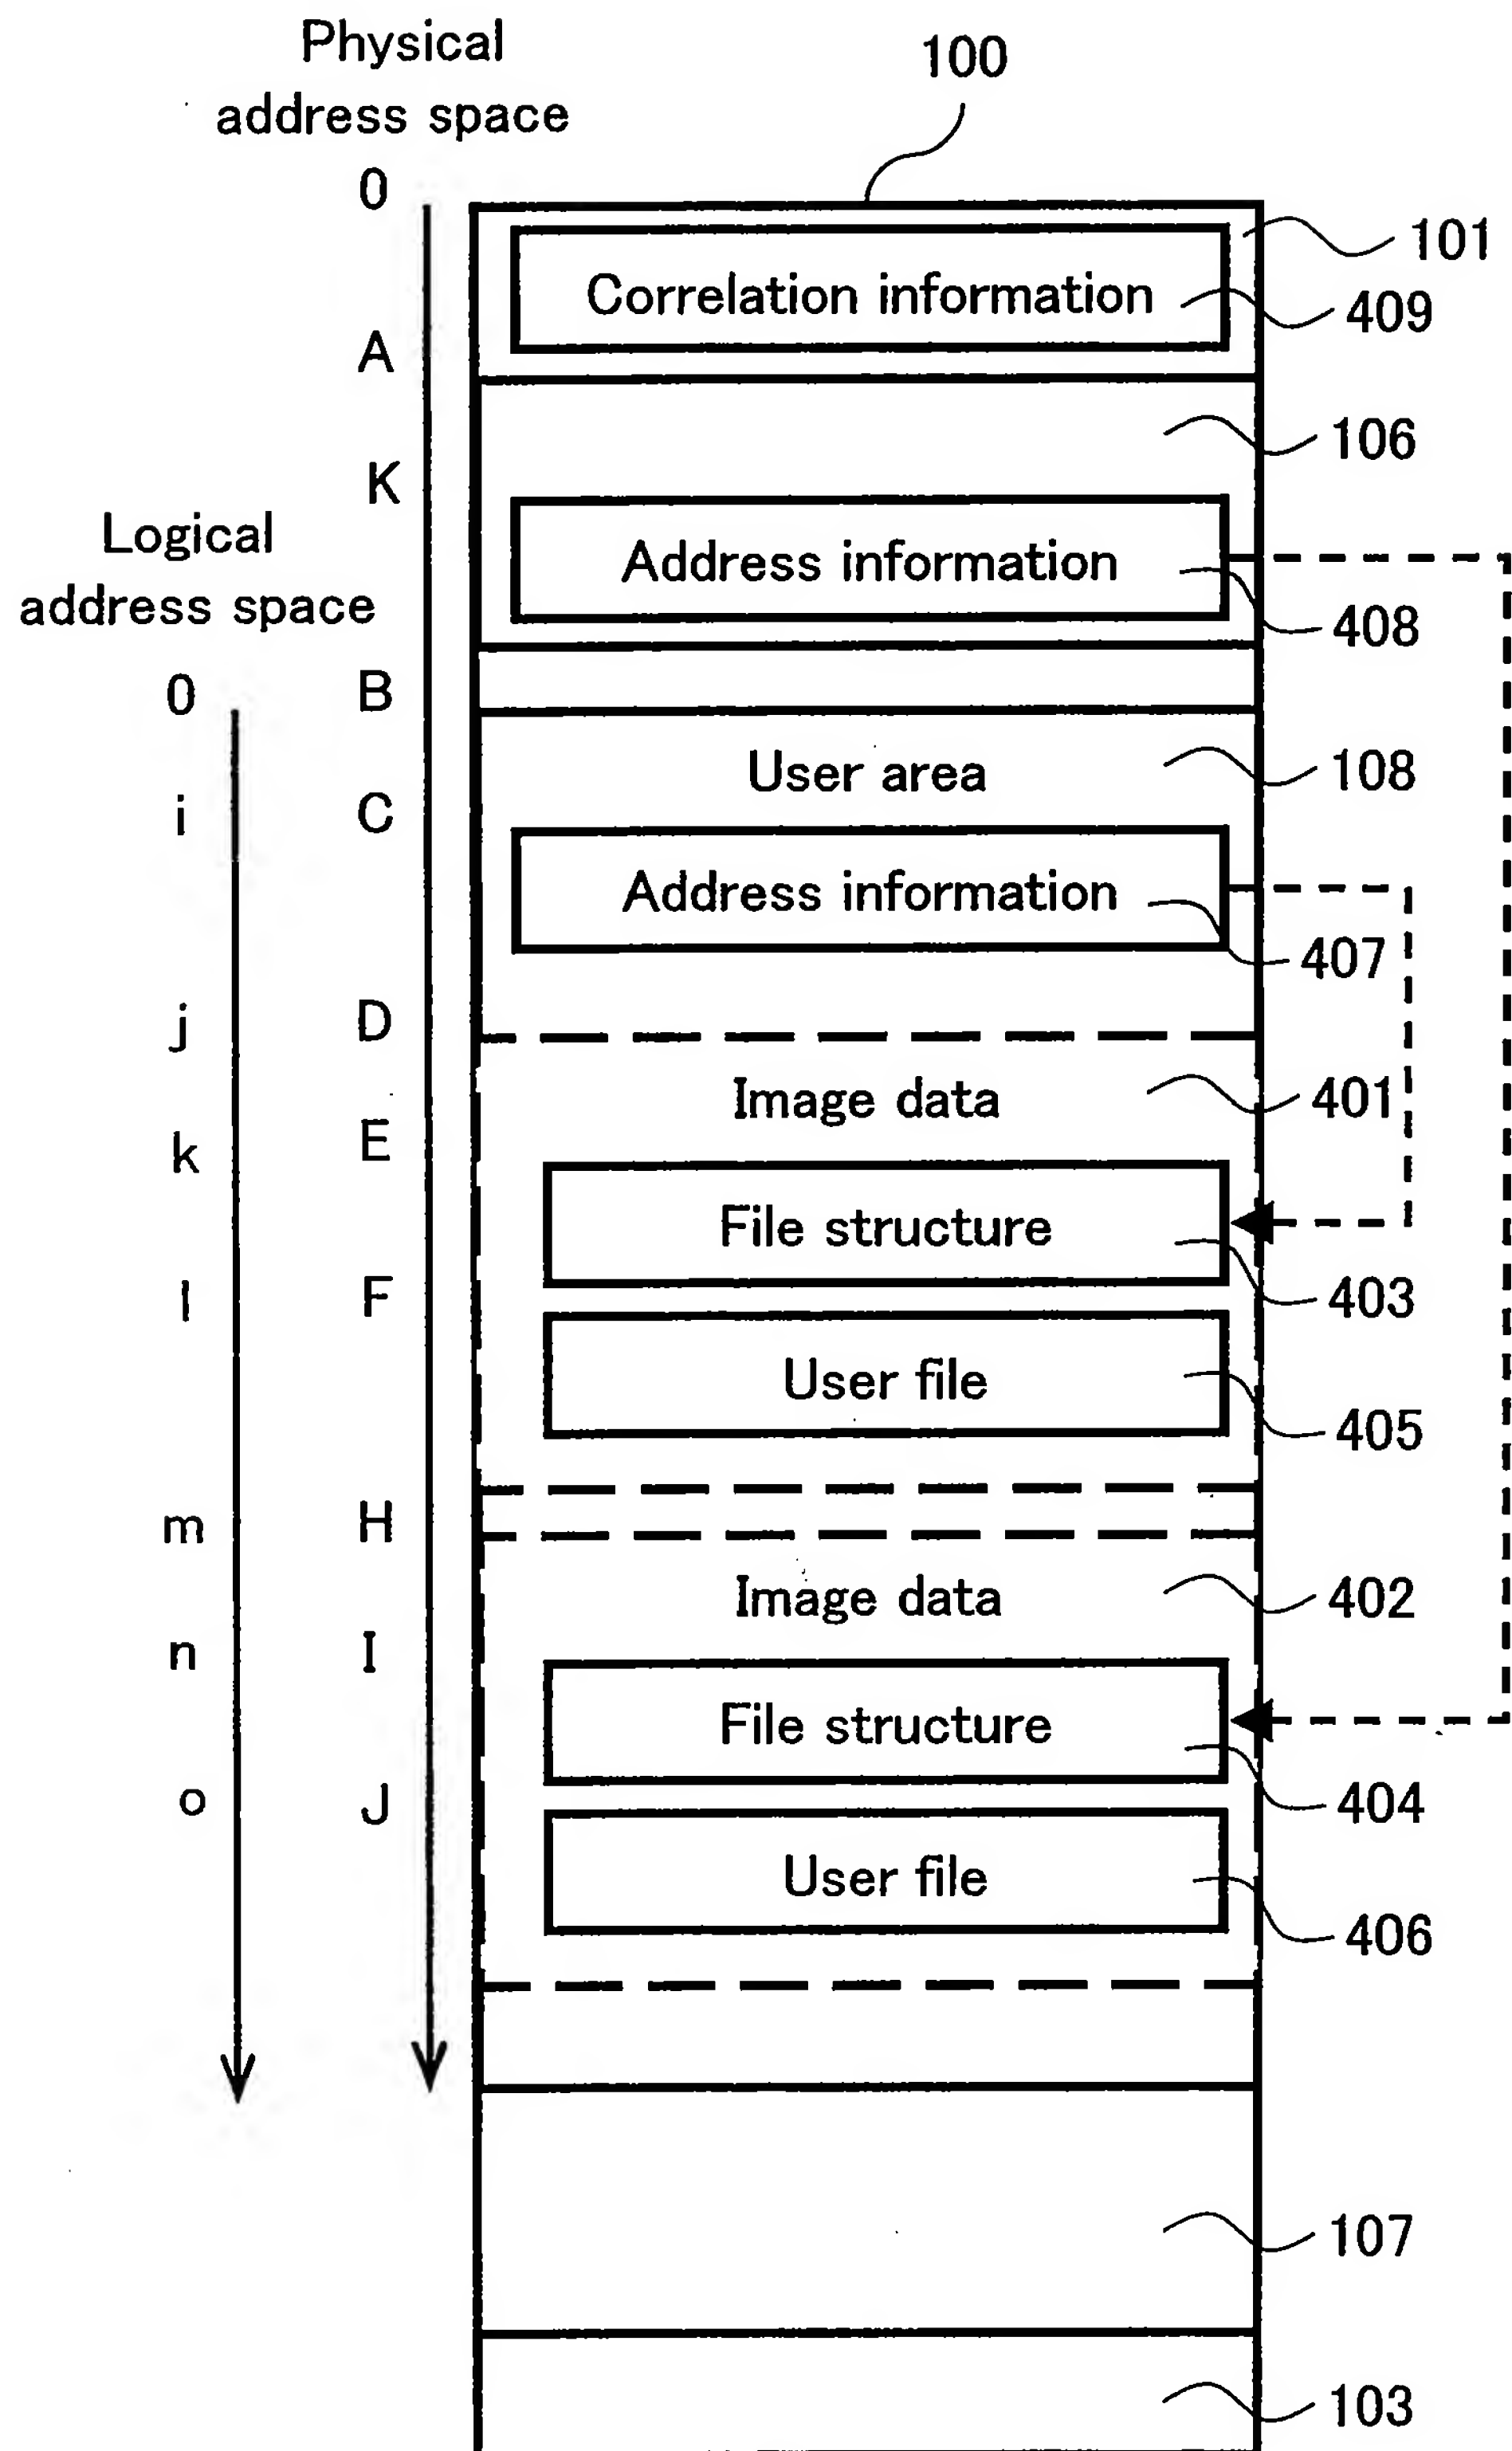 Physical
address space
100
0
101
Correlation information
409
A
106
K
Logical
address space
Address information
408
0
B
User area
108
i
C
Address information
407
j
D
Image data
401
k
E
File structure
403
l
F
User file
405
m
H
Image data
402
n
I
File structure
404
o
J
User file
406
107
103